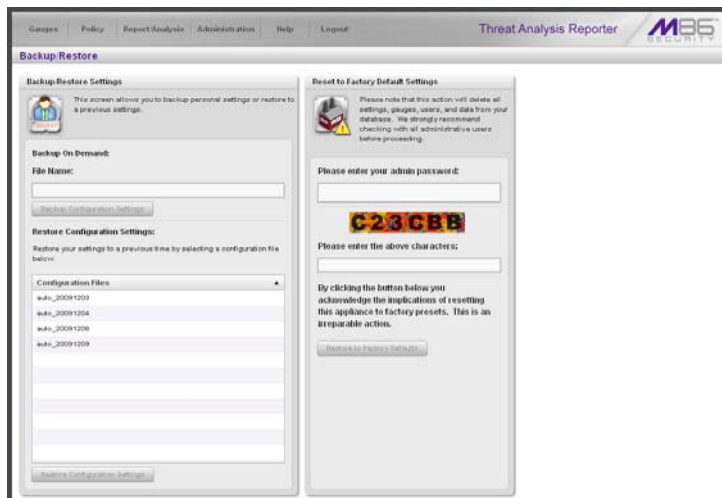 Gauges Policy Report/Analysis Administration Help Logout
Threat Analysis Reporter
M86
SECURITY
Backup/Restore
Backup/Restore Settings
This screen allows you to backup personal settings or restore to
a previous settings.
Backup On Demand:
File Name:
Backup Configuration Settings
Restore Configuration Settings:
Restore your settings to a previous time by selecting a configuration file
below.
Configuration Files
auto_20091203
auto_20091204
auto_20091208
auto_20091209
Restore Configuration Settings
Reset to Factory Default Settings
Please note that this action will delete all
settings, gauges, users, and data from your
database. We strongly recommend
checking with all administrative users
before proceeding.
Please enter your admin password:
C23CBB
Please enter the above characters:
By clicking the button below you
acknowledge the implications of resetting
this appliance to factory presets. This is an
irreparable action.
Restore to Factory Defaults